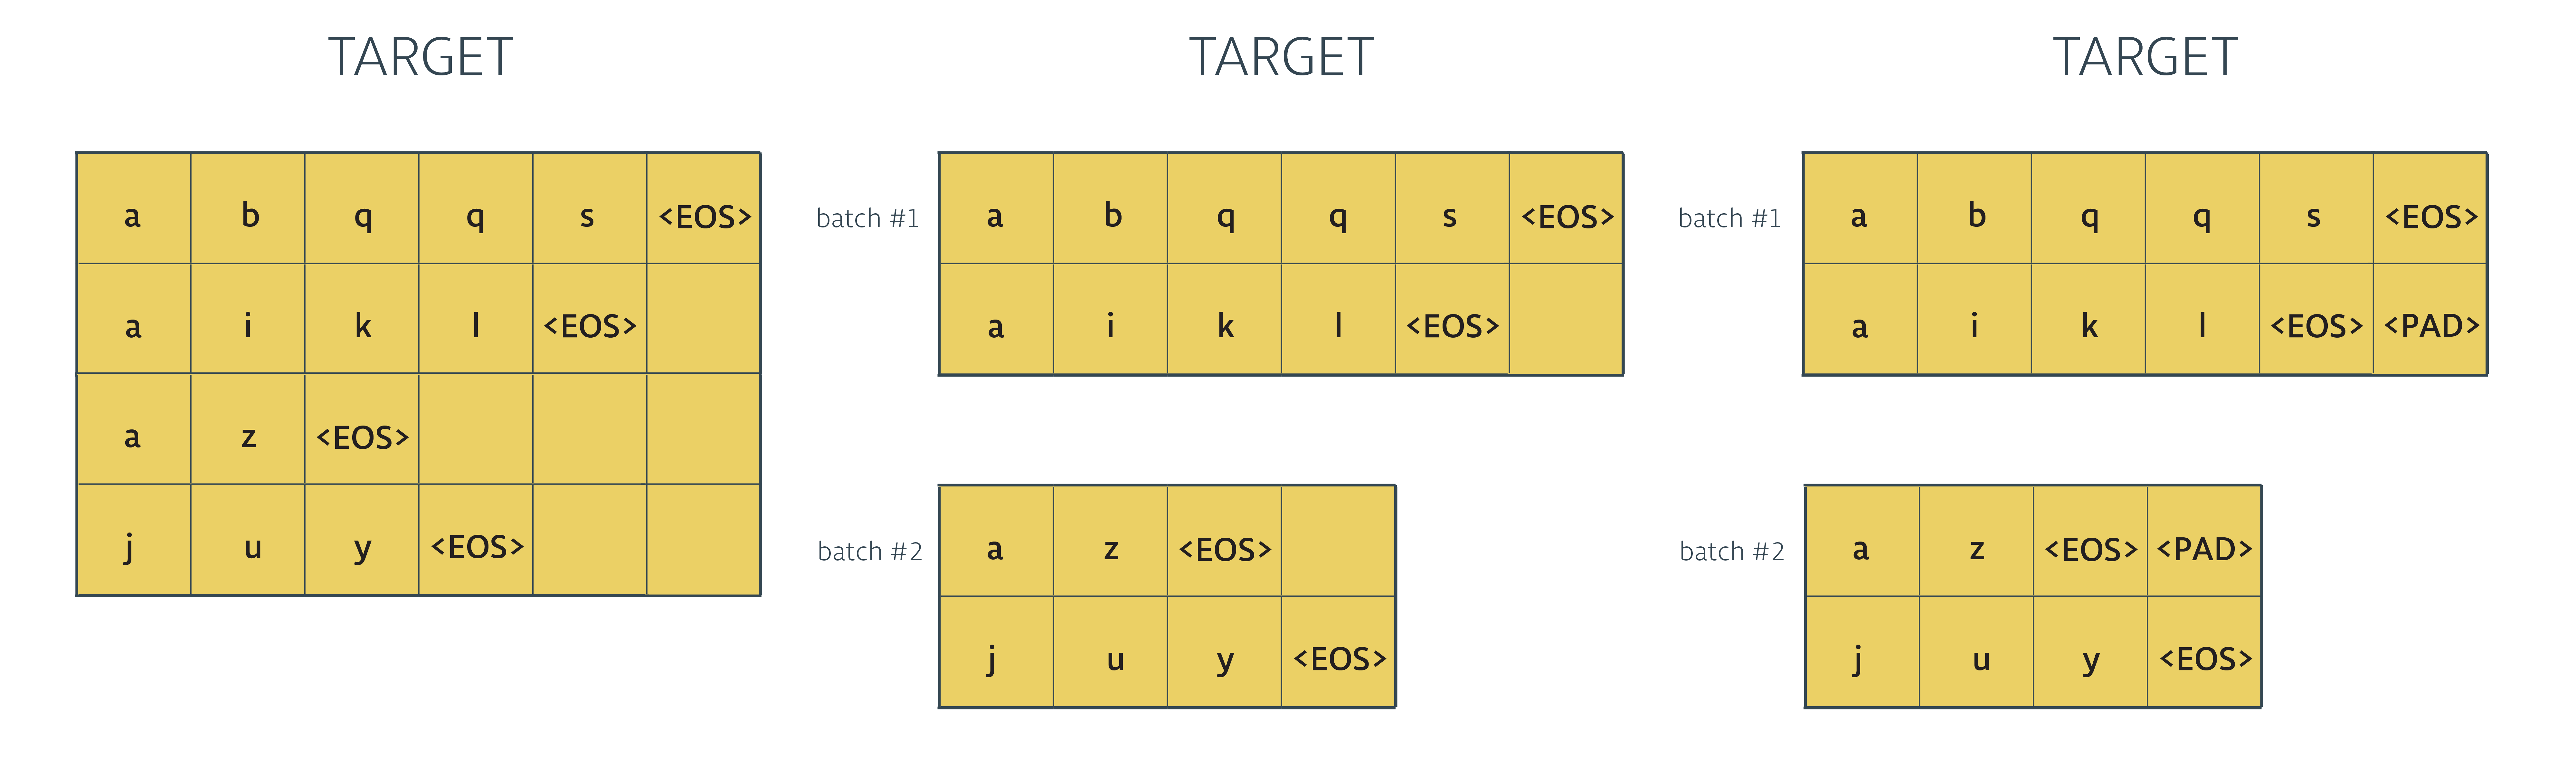 TARGET
a b q q s <EOS>
a i k l <EOS>
a z <EOS>
j u y <EOS>
TARGET
batch #1
a b q q s <EOS>
a i k l <EOS>
batch #2
a z <EOS>
j u y <EOS>
TARGET
batch #1
a b q q s <EOS>
a i k l <EOS> <PAD>
batch #2
a z <EOS> <PAD>
j u y <EOS>